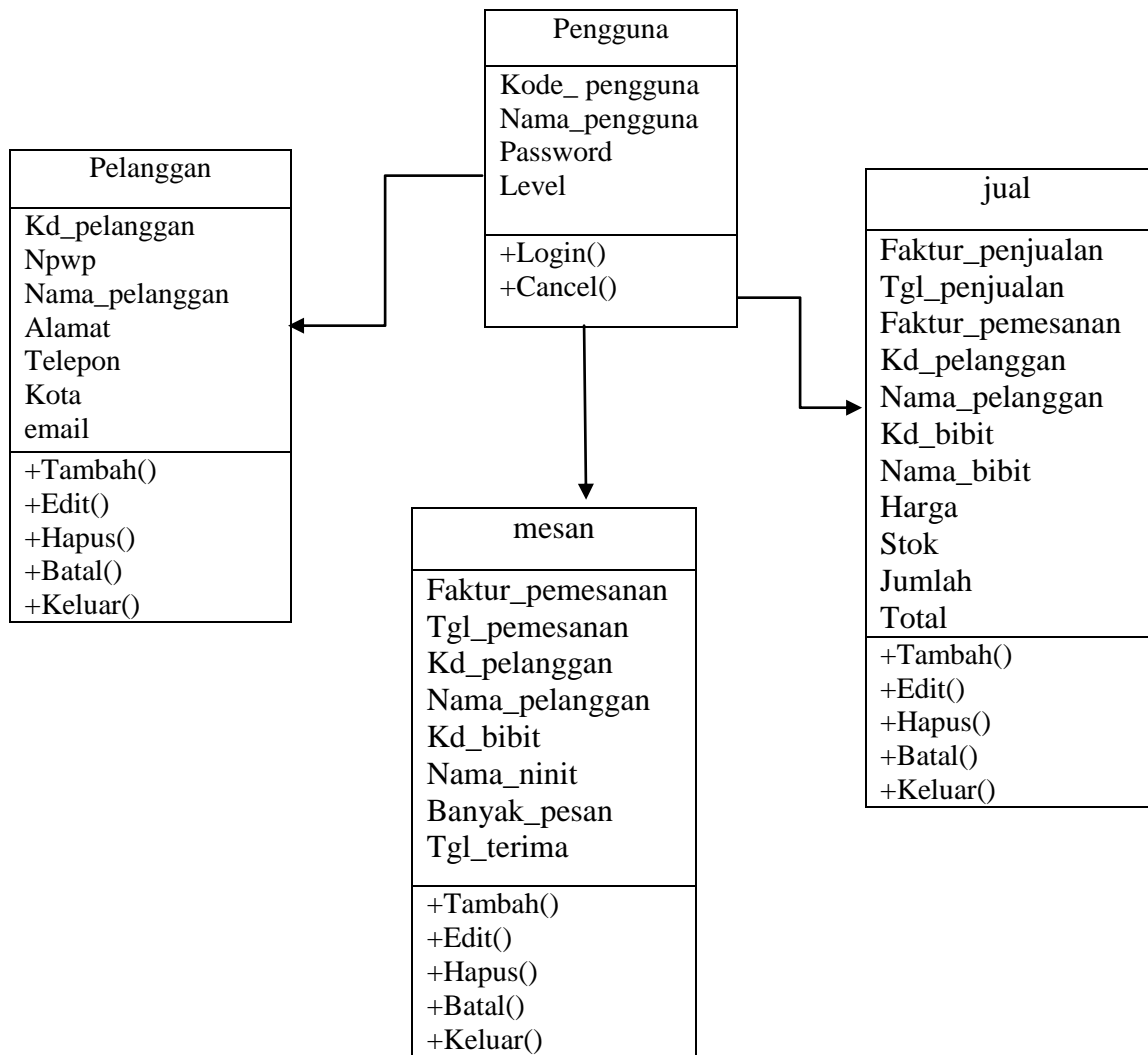 Pengguna
Kode_ pengguna
Nama_pengguna
Password
Level
+Login()
+Cancel()
Pelanggan
Kd_pelanggan
Npwp
Nama_pelanggan
Alamat
Telepon
Kota
email
+Tambah()
+Edit()
+Hapus()
+Batal()
+Keluar()
mesan
Faktur_pemesanan
Tgl_pemesanan
Kd_pelanggan
Nama_pelanggan
Kd_bibit
Nama_ninit
Banyak_pesan
Tgl_terima
+Tambah()
+Edit()
+Hapus()
+Batal()
+Keluar()
jual
Faktur_penjualan
Tgl_penjualan
Faktur_pemesanan
Kd_pelanggan
Nama_pelanggan
Kd_bibit
Nama_bibit
Harga
Stok
Jumlah
Total
+Tambah()
+Edit()
+Hapus()
+Batal()
+Keluar()